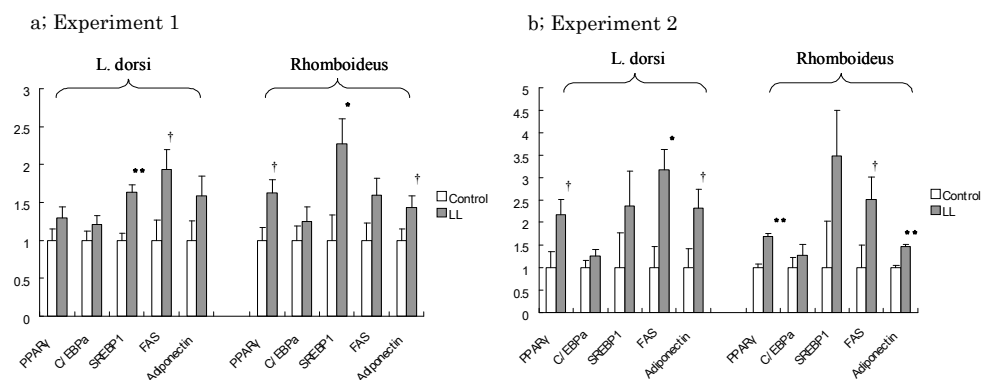 a; Experiment 1
L. dorsi
Rhomboideus
3
2.5
2
1.5
1
0.5
0
†
**
†
*
†
Control
LL
PPARγ
C/EBPa
SREBP1
FAS
Adiponectin
PPARγ
C/EBPa
SREBP1
FAS
Adiponectin
b; Experiment 2
L. dorsi
Rhomboideus
5
4.5
4
3.5
3
2.5
2
1.5
1
0.5
0
†
*
†
**
†
**
Control
LL
PPARγ
C/EBPa
SREBP1
FAS
Adiponectin
PPARγ
C/EBPa
SREBP1
FAS
Adiponectin